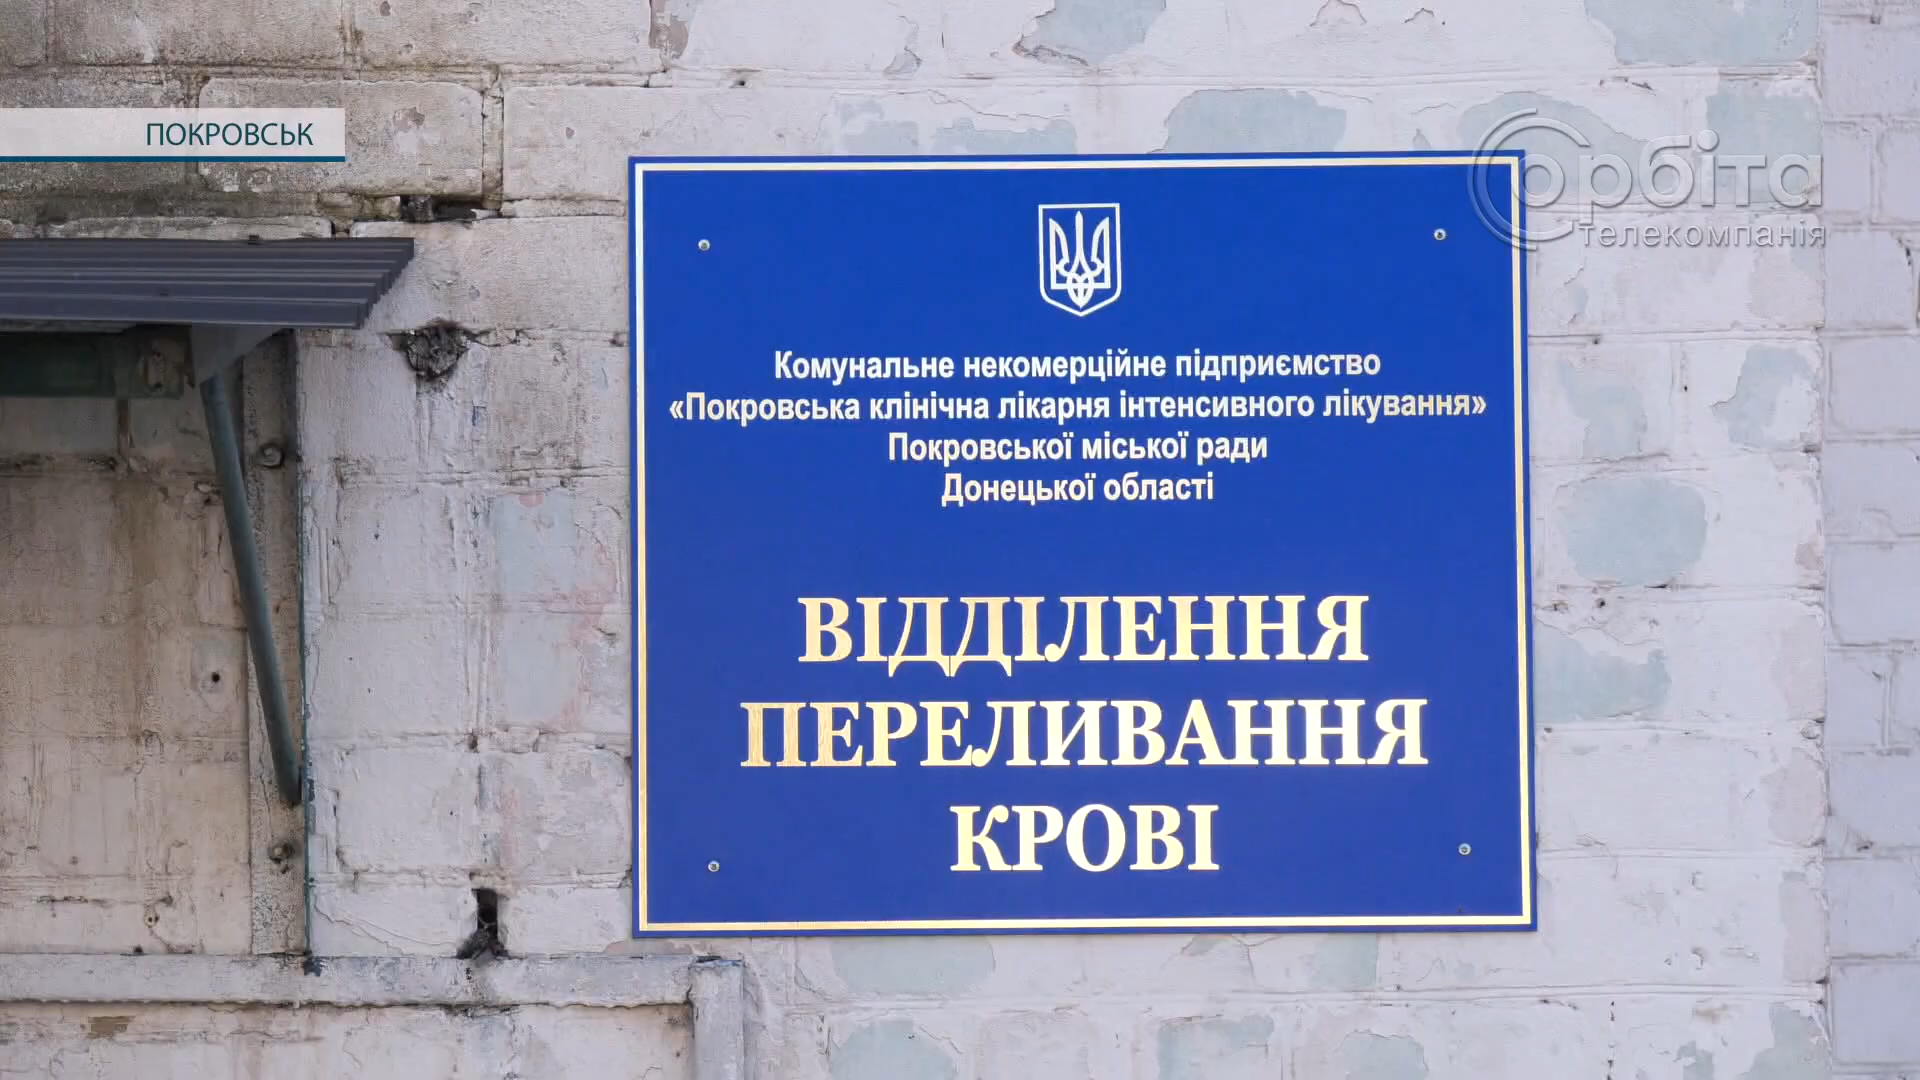 ПОКРОВСЬК
орбіта
телекомпанія
Комунальне некомерційне підприємство
«Покровська клінічна лікарня інтенсивного лікування»
Покровської міської ради
Донецької області
ВІДДІЛЕННЯ
ПЕРЕЛИВАННЯ
КРОВІ